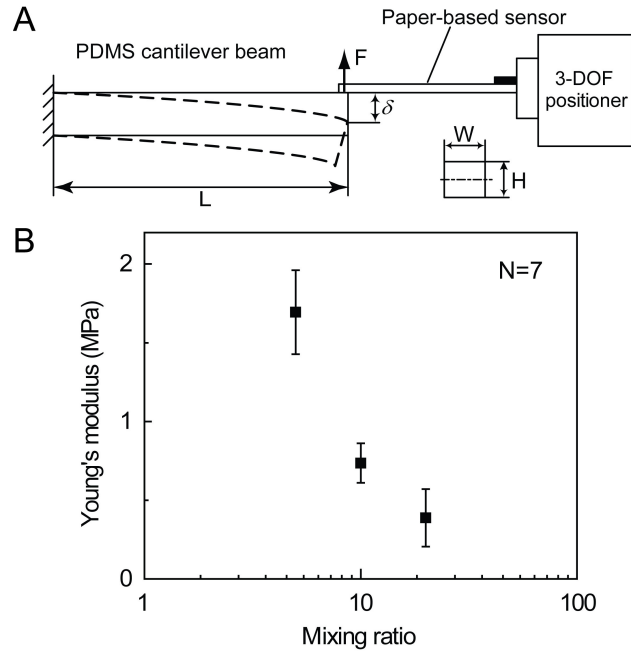 A
Paper-based sensor
PDMS cantilever beam
F
3-DOF
positioner
δ
W
H
L
B
N=7
2
1
0
Young's modulus (MPa)
1
10
100
Mixing ratio